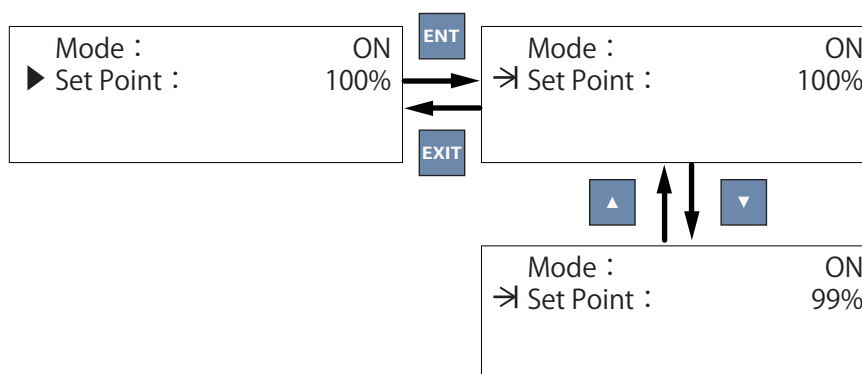 Mode： ON
▶ Set Point： 100%
ENT
EXIT
Mode： ON
Set Point： 100%
▲
▼
Mode： ON
Set Point： 99%